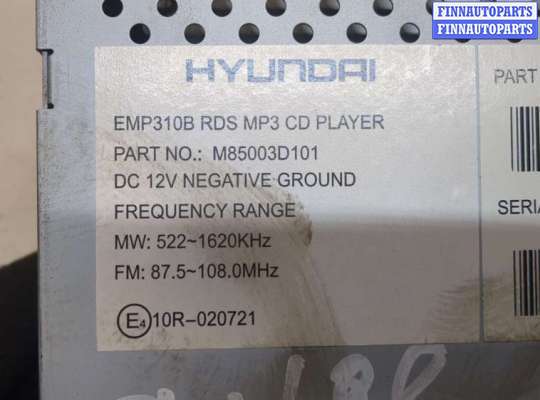 FINNAUTOPARTS
FINNAUTOPARTS
HYUNDAI
EMP310B RDS MP3 CD PLAYER
PART NO.: M85003D101
DC 12V NEGATIVE GROUND
FREQUENCY RANGE
MW: 522~1620KHz
FM: 87.5~108.0MHz
E4 10R-020721
PART
SERIA